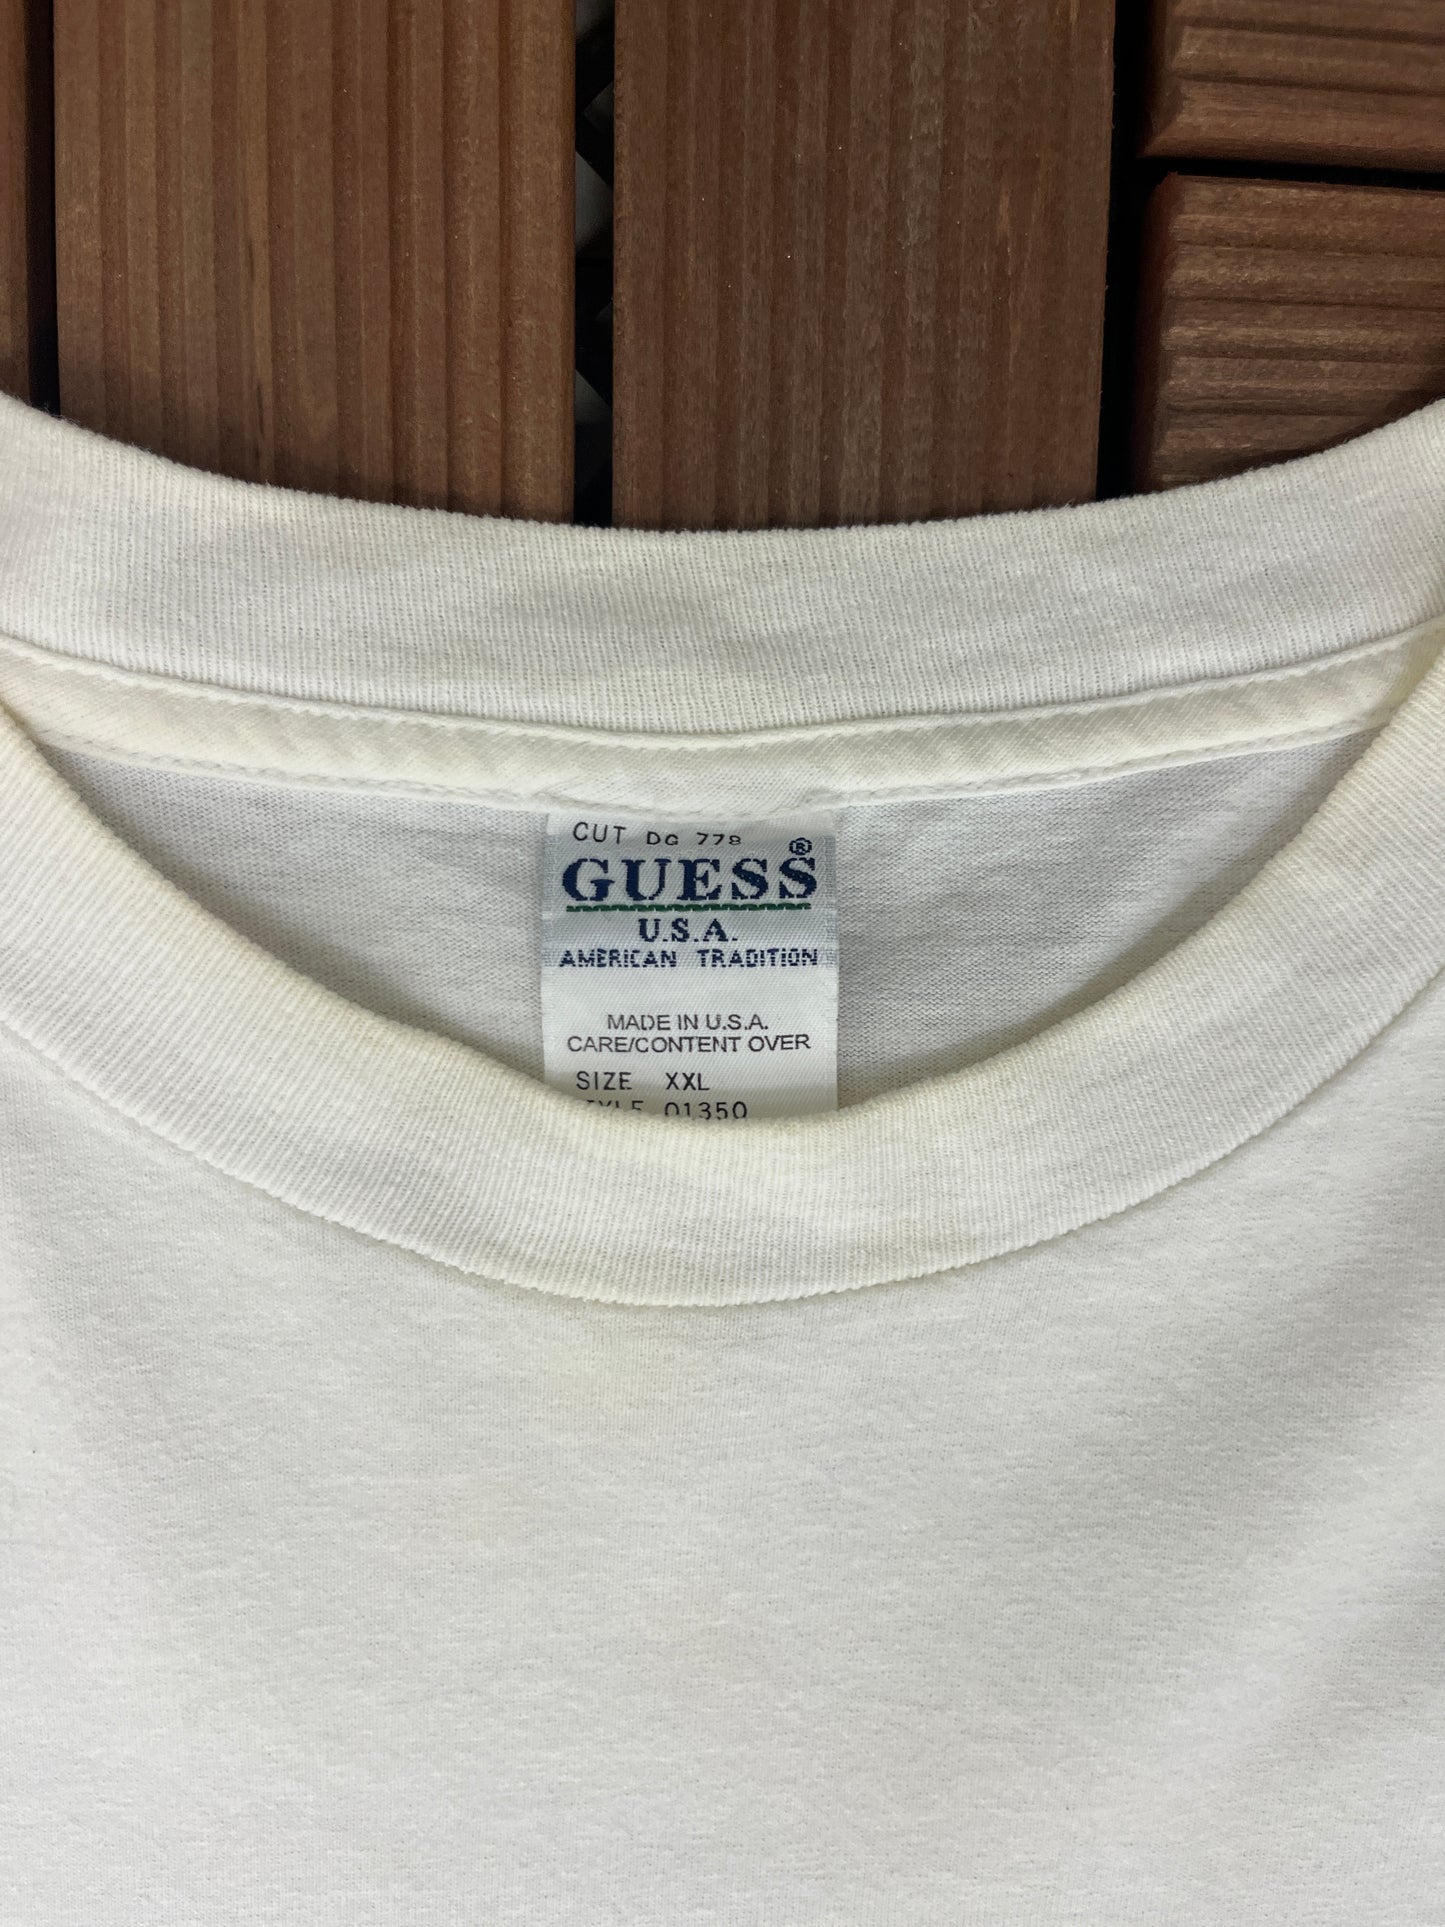 CUT DG 778
GUESS®
U.S.A.
AMERICAN TRADITION
MADE IN U.S.A.
CARE/CONTENT OVER
SIZE XXL
01350